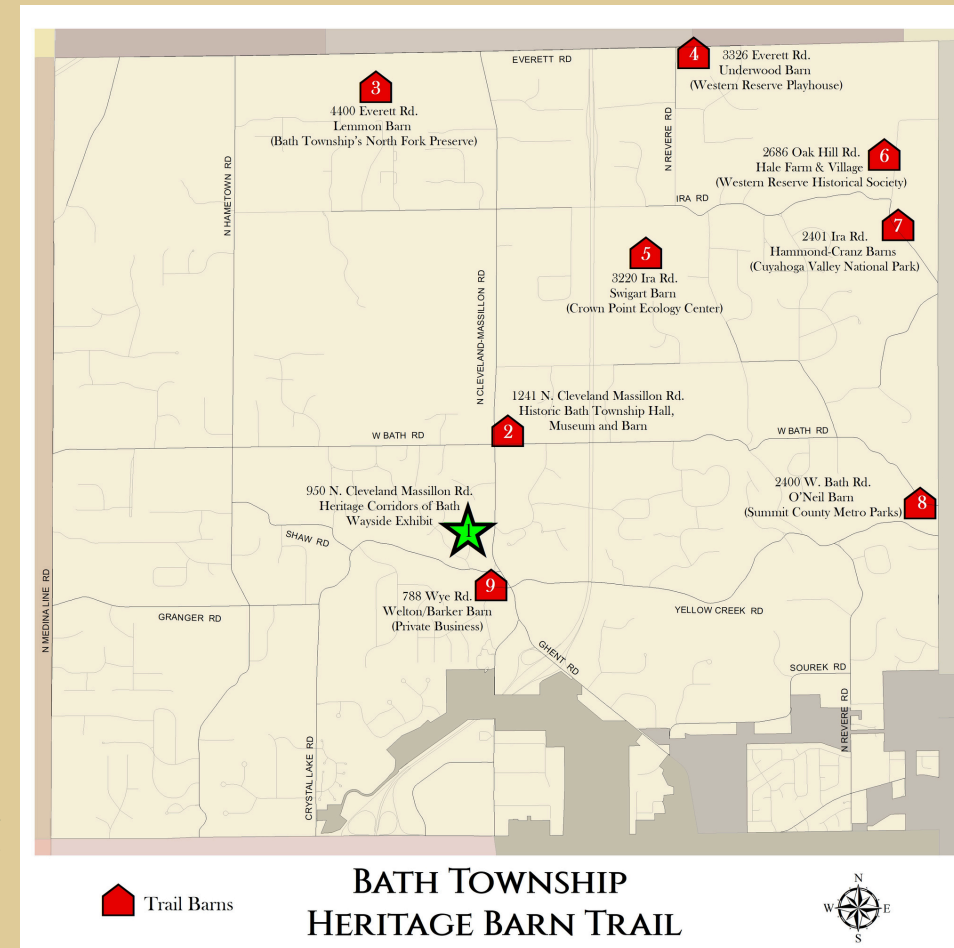 EVERETT RD
4
3326 Everett Rd.
Underwood Barn
(Western Reserve Playhouse)
3
4400 Everett Rd.
Lemmon Barn
(Bath Township's North Fork Preserve)
N HAMETOWN RD
N REVERE RD
6
2686 Oak Hill Rd.
Hale Farm & Village
(Western Reserve Historical Society)
IRA RD
7
2401 Ira Rd.
Hammond-Cranz Barns
(Cuyahoga Valley National Park)
5
3220 Ira Rd.
Swigart Barn
(Crown Point Ecology Center)
N CLEVELAND-MASSILLON RD
1241 N. Cleveland Massillon Rd.
Historic Bath Township Hall,
Museum and Barn
2
W BATH RD
W BATH RD
950 N. Cleveland Massillon Rd.
Heritage Corridors of Bath
Wayside Exhibit
1
2400 W. Bath Rd.
O'Neil Barn
(Summit County Metro Parks)
8
SHAW RD
9
788 Wye Rd.
Welton/Barker Barn
(Private Business)
N MEDINA LINE RD
GRANGER RD
YELLOW CREEK RD
GHENT RD
SOUREK RD
N REVERE RD
CRYSTAL LAKE RD
Trail Barns
BATH TOWNSHIP
HERITAGE BARN TRAIL
N
W E
S